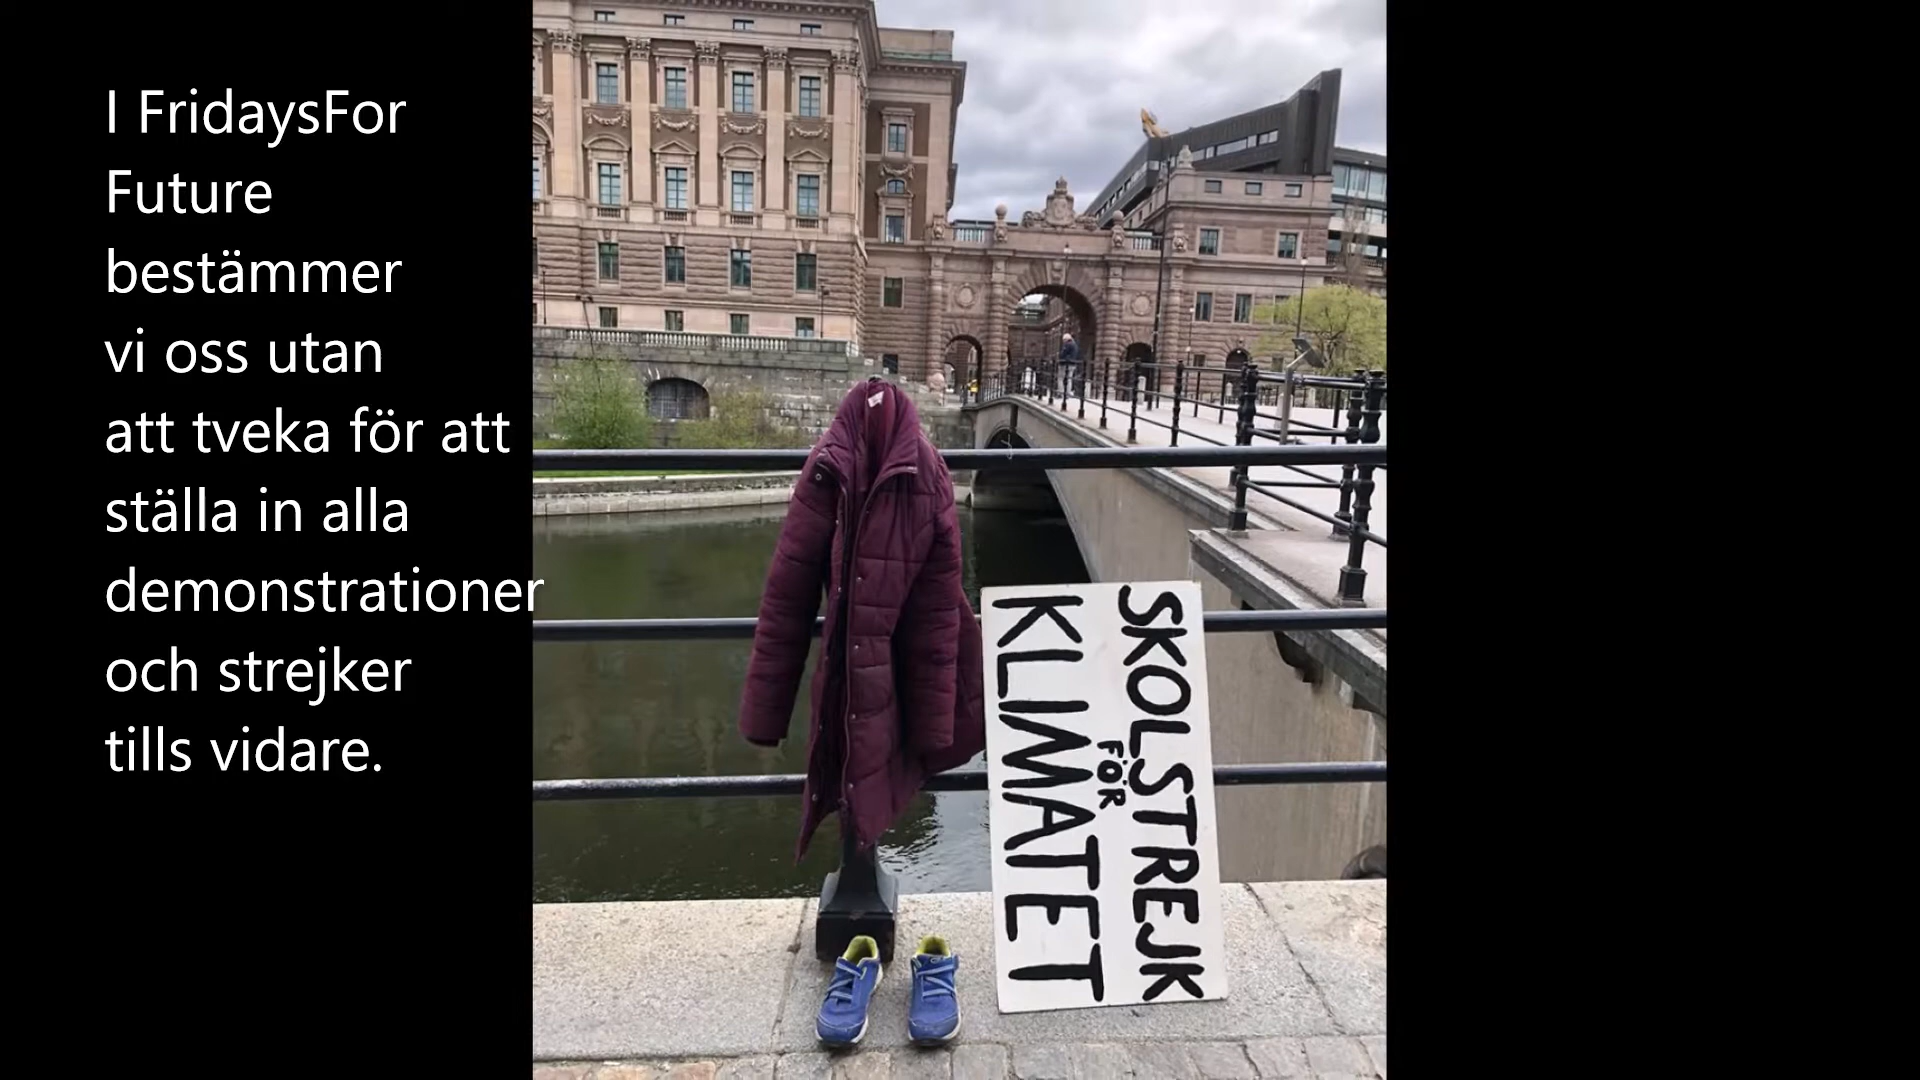 I FridaysFor
Future
bestämmer
vi oss utan
att tveka för att
ställa in alla
demonstrationer
och strejker
tills vidare.
SKOLSTREJK
FÖR
KLIMATET